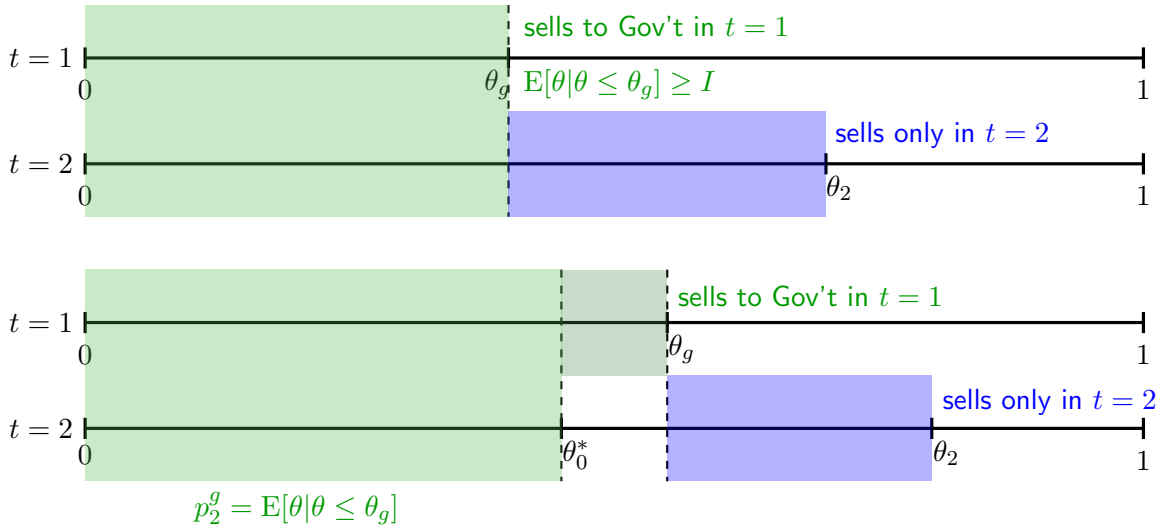 sells to Gov't in t = 1
t = 1
0
θ_g
E[θ|θ ≤ θ_g] ≥ I
1
sells only in t = 2
t = 2
0
θ_2
1
sells to Gov't in t = 1
t = 1
0
θ_g
1
sells only in t = 2
t = 2
0
θ_0^*
θ_2
1
p_2^g = E[θ|θ ≤ θ_g]